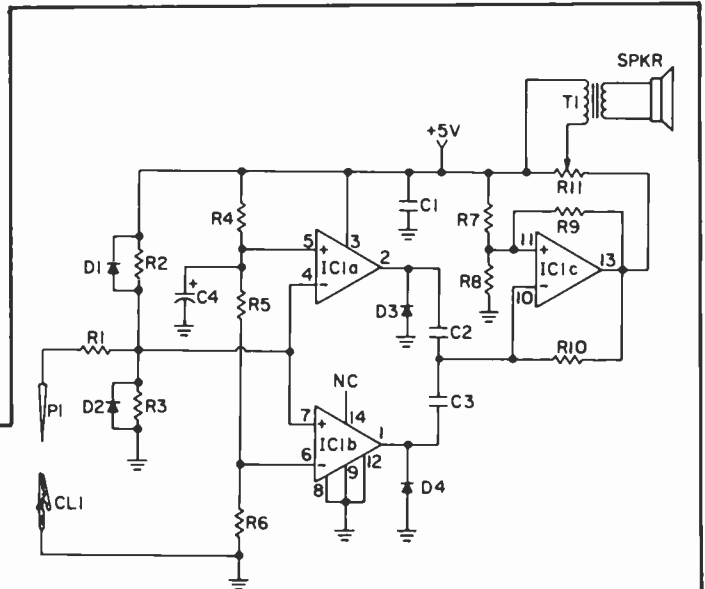 SPKR
T1
+5V
R11
R4
C1
R7
R9
D1
R2
5
+
3
IC1a
2
4
-
11
+
IC1c
13
R8
10
-
+
C4
R5
D3
C2
R10
R1
NC
C3
P1
D2
R3
7
+
14
IC1b
1
6
-
12
9
8
D4
CL1
R6